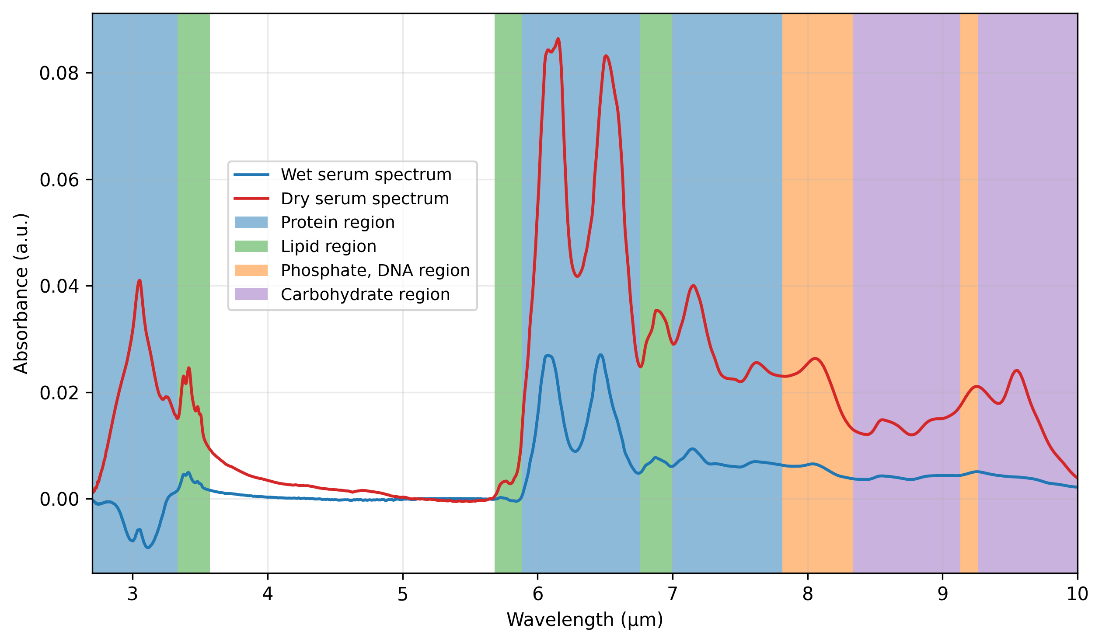 0.08
0.06
0.04
0.02
0.00
Absorbance (a.u.)
Wet serum spectrum
Dry serum spectrum
Protein region
Lipid region
Phosphate, DNA region
Carbohydrate region
3 4 5 6 7 8 9 10
Wavelength (μm)